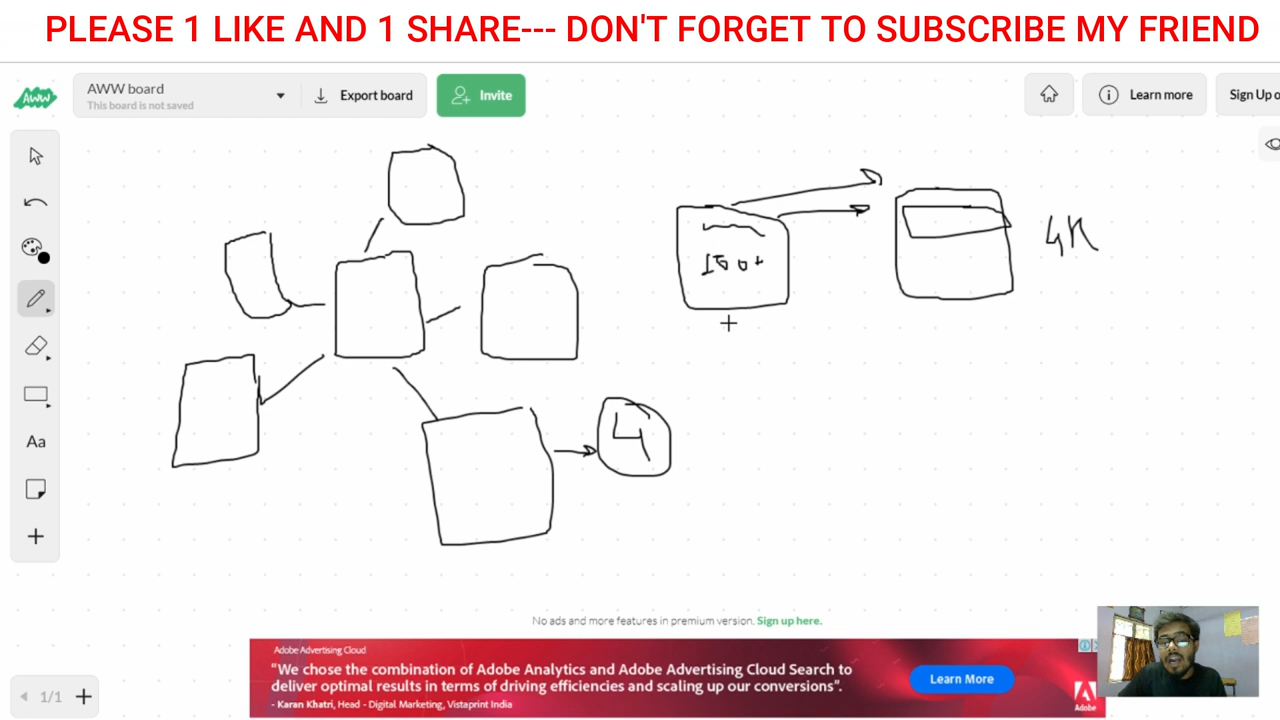 PLEASE 1 LIKE AND 1 SHARE--- DON'T FORGET TO SUBSCRIBE MY FRIEND
AWW
AWW board
This board is not saved
Export board
Invite
Learn more
Sign Up o
4K
4
Aa
No ads and more features in premium version. Sign up here.
Adobe Advertising Cloud
“We chose the combination of Adobe Analytics and Adobe Advertising Cloud Search to
deliver optimal results in terms of driving efficiencies and scaling up our conversions”.
- Karan Khatri, Head - Digital Marketing, Vistaprint India
Learn More
Adobe
1/1